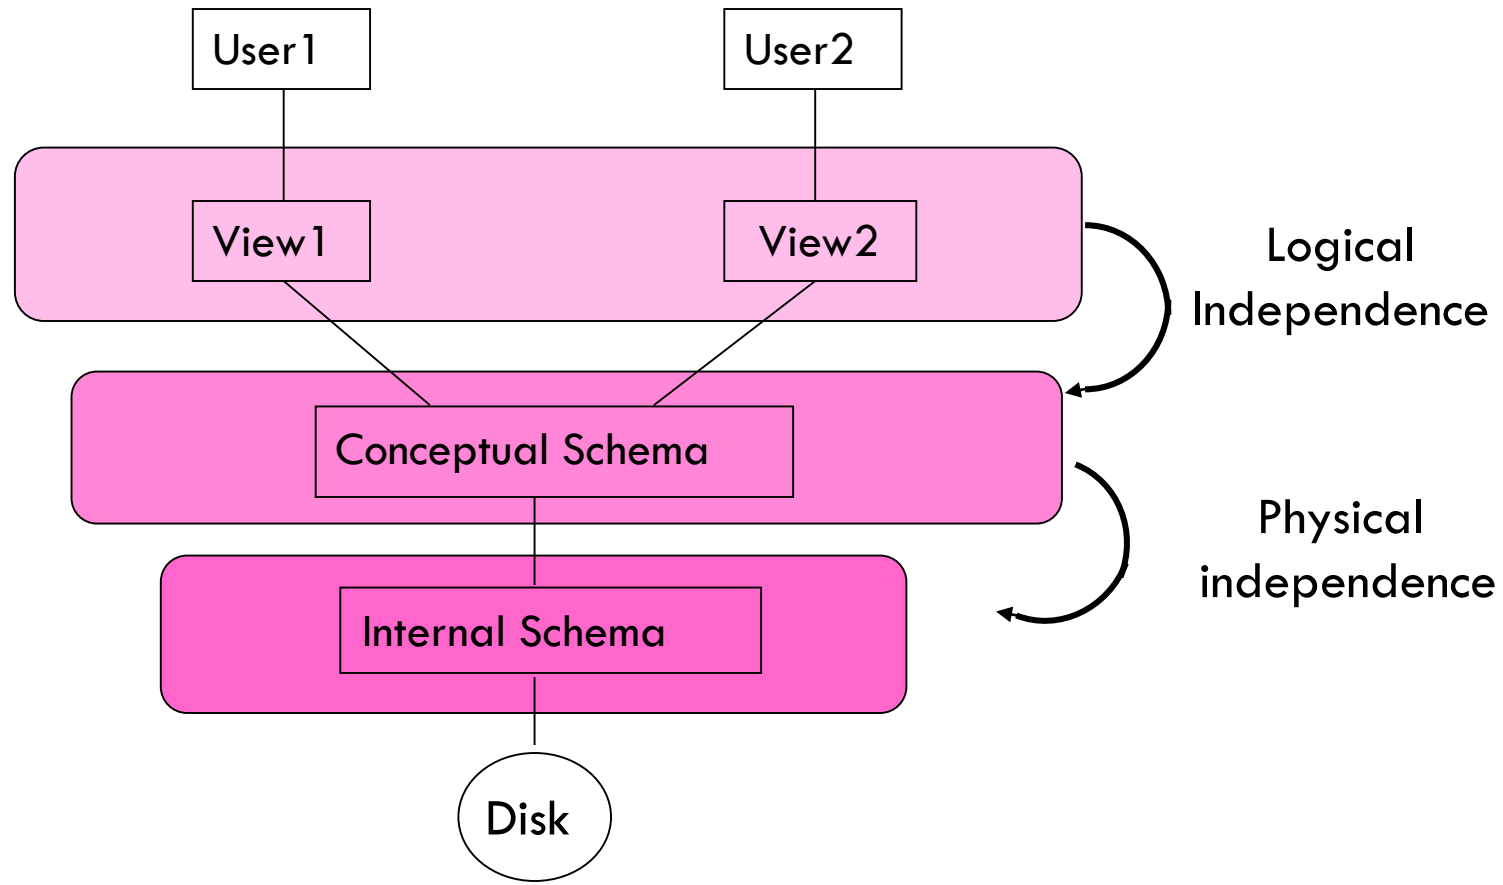 User1
User2
View1
View2
Logical
Independence
Conceptual Schema
Physical
independence
Internal Schema
Disk